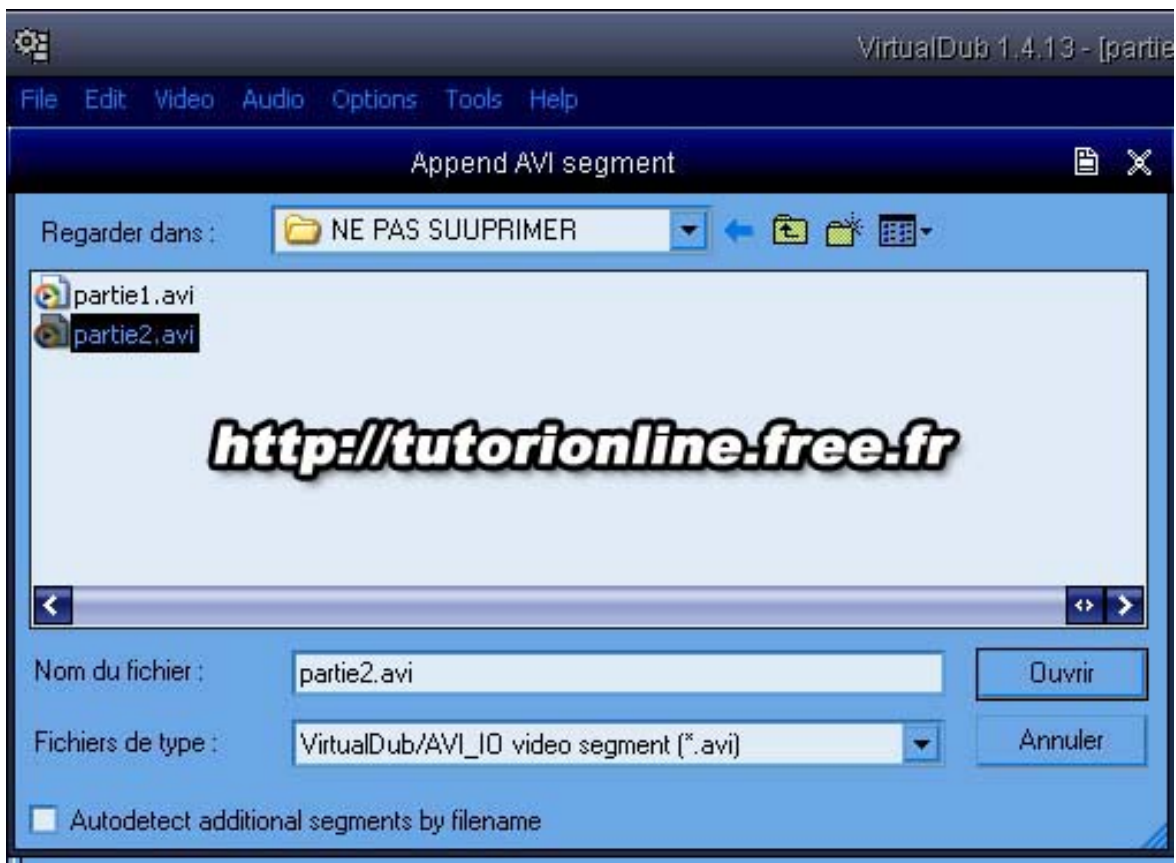 VirtualDub 1.4.13 - [partie
File Edit Video Audio Options Tools Help
Append AVI segment
Regarder dans :
NE PAS SUUPRIMER
partie1.avi
partie2.avi
http://tutorionline.free.fr
Nom du fichier :
partie2.avi
Ouvrir
Fichiers de type :
VirtualDub/AVI_IO video segment (*.avi)
Annuler
Autodetect additional segments by filename